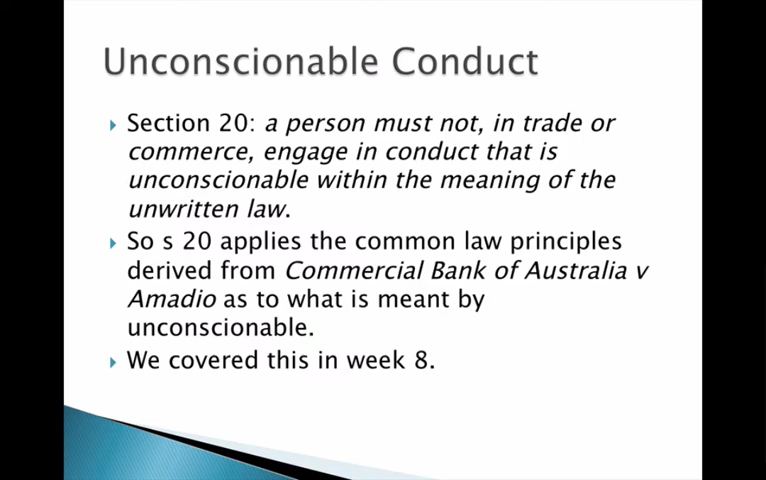 Unconscionable Conduct
Section 20: a person must not, in trade or
commerce, engage in conduct that is
unconscionable within the meaning of the
unwritten law.
So s 20 applies the common law principles
derived from Commercial Bank of Australia v
Amadio as to what is meant by
unconscionable.
We covered this in week 8.